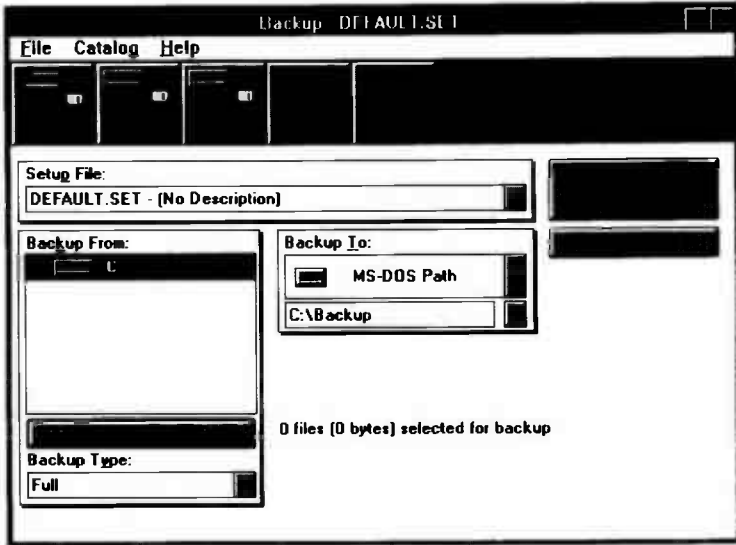 Backup DEFAULT.SET
File Catalog Help
Setup File:
DEFAULT.SET - (No Description)
Backup From:
C
Backup To:
MS-DOS Path
C:\Backup
0 files (0 bytes) selected for backup
Backup Type:
Full